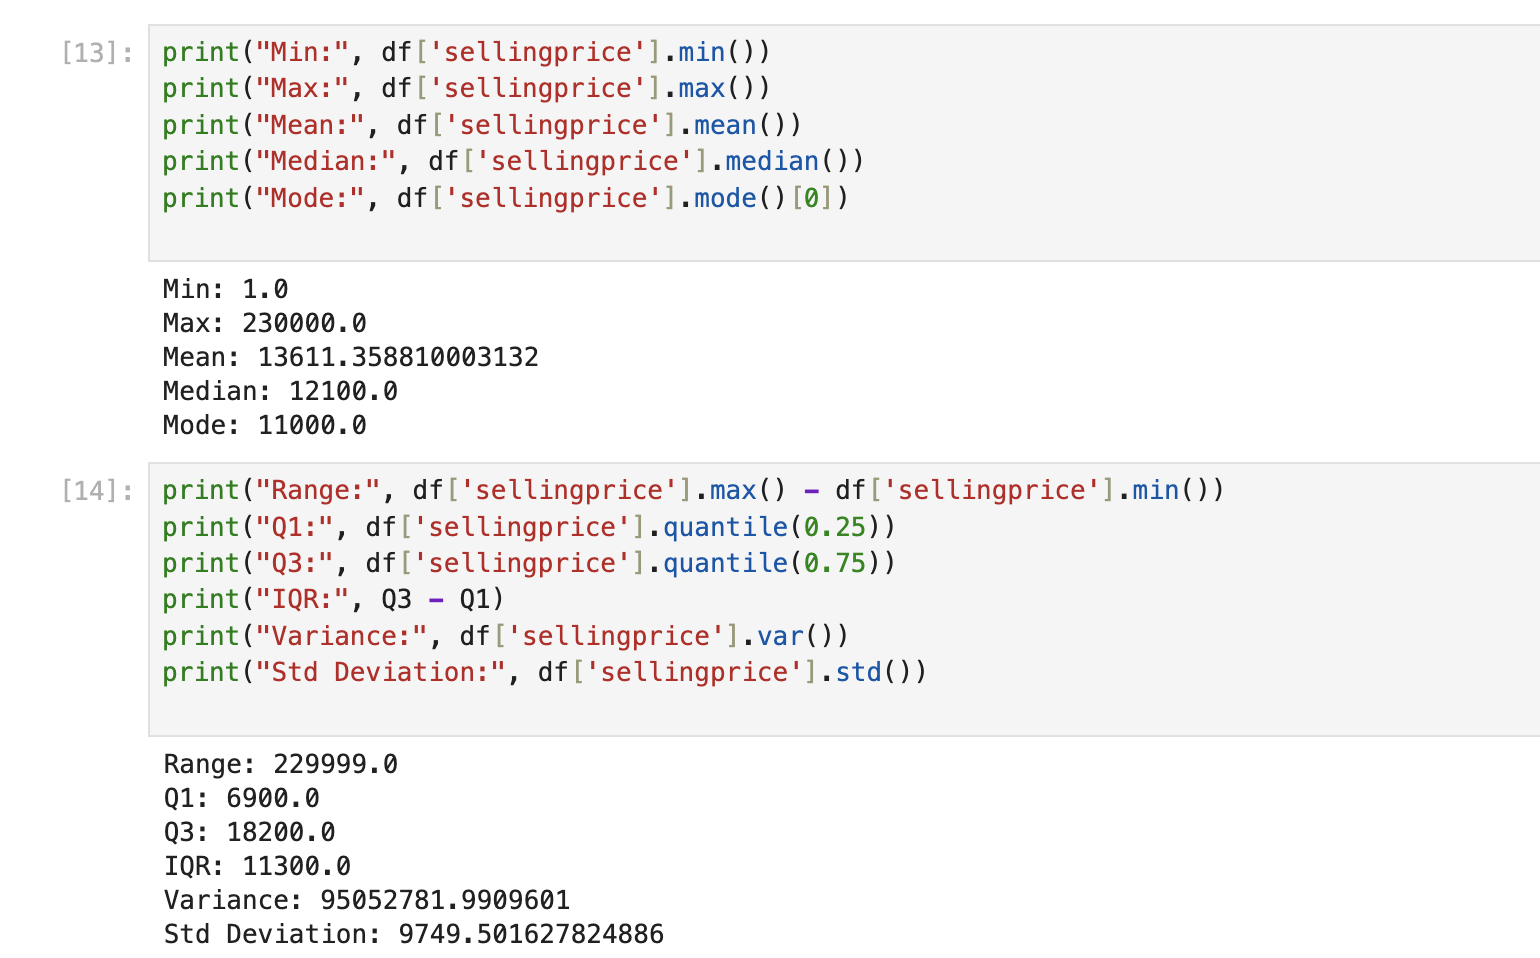 [13]:
print("Min:", df['sellingprice'].min())
print("Max:", df['sellingprice'].max())
print("Mean:", df['sellingprice'].mean())
print("Median:", df['sellingprice'].median())
print("Mode:", df['sellingprice'].mode()[0])
Min: 1.0
Max: 230000.0
Mean: 13611.358810003132
Median: 12100.0
Mode: 11000.0
[14]:
print("Range:", df['sellingprice'].max() - df['sellingprice'].min())
print("Q1:", df['sellingprice'].quantile(0.25))
print("Q3:", df['sellingprice'].quantile(0.75))
print("IQR:", Q3 - Q1)
print("Variance:", df['sellingprice'].var())
print("Std Deviation:", df['sellingprice'].std())
Range: 229999.0
Q1: 6900.0
Q3: 18200.0
IQR: 11300.0
Variance: 95052781.9909601
Std Deviation: 9749.501627824886